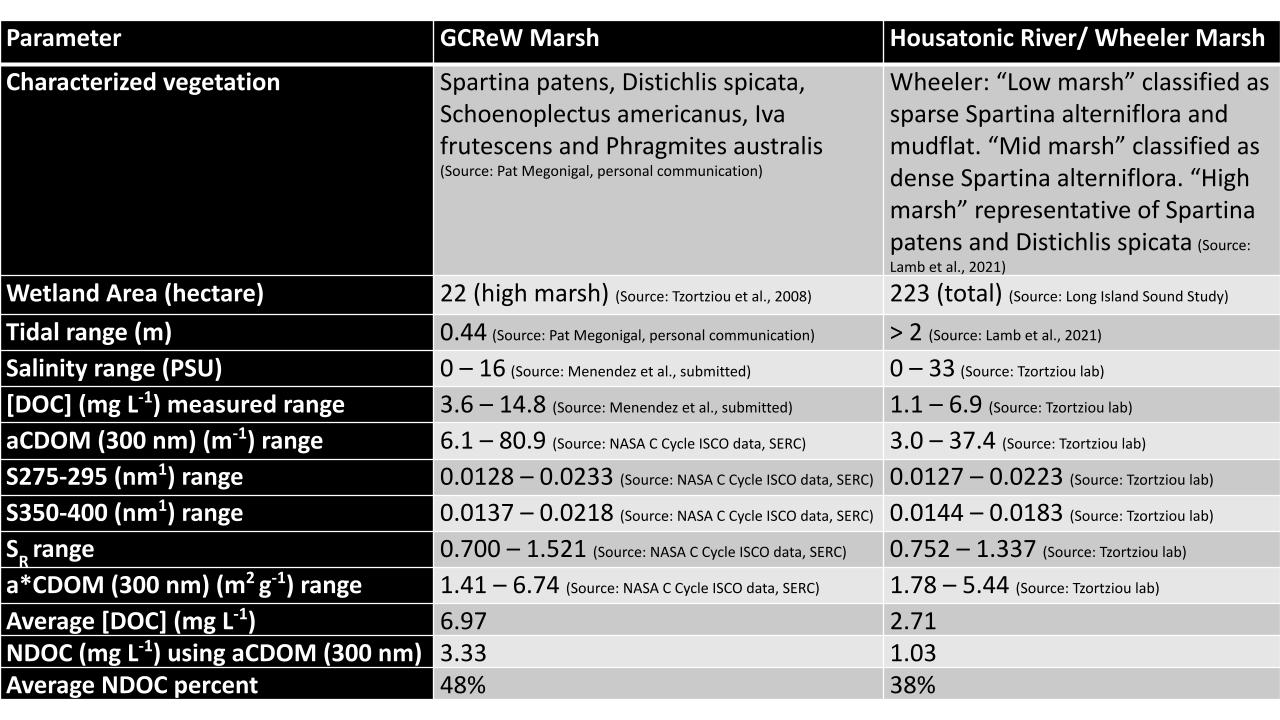 Parameter
GCReW Marsh
Housatonic River/ Wheeler Marsh
Characterized vegetation
Spartina patens, Distichlis spicata,
Schoenoplectus americanus, Iva
frutescens and Phragmites australis
(Source: Pat Megonigal, personal communication)
Wheeler: “Low marsh” classified as
sparse Spartina alterniflora and
mudflat. “Mid marsh” classified as
dense Spartina alterniflora. “High
marsh” representative of Spartina
patens and Distichlis spicata (Source:
Lamb et al., 2021)
Wetland Area (hectare)
22 (high marsh) (Source: Tzortziou et al., 2008)
223 (total) (Source: Long Island Sound Study)
Tidal range (m)
0.44 (Source: Pat Megonigal, personal communication)
> 2 (Source: Lamb et al., 2021)
Salinity range (PSU)
0 – 16 (Source: Menendez et al., submitted)
0 – 33 (Source: Tzortziou lab)
[DOC] (mg L⁻¹) measured range
3.6 – 14.8 (Source: Menendez et al., submitted)
1.1 – 6.9 (Source: Tzortziou lab)
aCDOM (300 nm) (m⁻¹) range
6.1 – 80.9 (Source: NASA C Cycle ISCO data, SERC)
3.0 – 37.4 (Source: Tzortziou lab)
S275-295 (nm¹) range
0.0128 – 0.0233 (Source: NASA C Cycle ISCO data, SERC)
0.0127 – 0.0223 (Source: Tzortziou lab)
S350-400 (nm¹) range
0.0137 – 0.0218 (Source: NASA C Cycle ISCO data, SERC)
0.0144 – 0.0183 (Source: Tzortziou lab)
S_R range
0.700 – 1.521 (Source: NASA C Cycle ISCO data, SERC)
0.752 – 1.337 (Source: Tzortziou lab)
a*CDOM (300 nm) (m² g⁻¹) range
1.41 – 6.74 (Source: NASA C Cycle ISCO data, SERC)
1.78 – 5.44 (Source: Tzortziou lab)
Average [DOC] (mg L⁻¹)
6.97
2.71
NDOC (mg L⁻¹) using aCDOM (300 nm)
3.33
1.03
Average NDOC percent
48%
38%